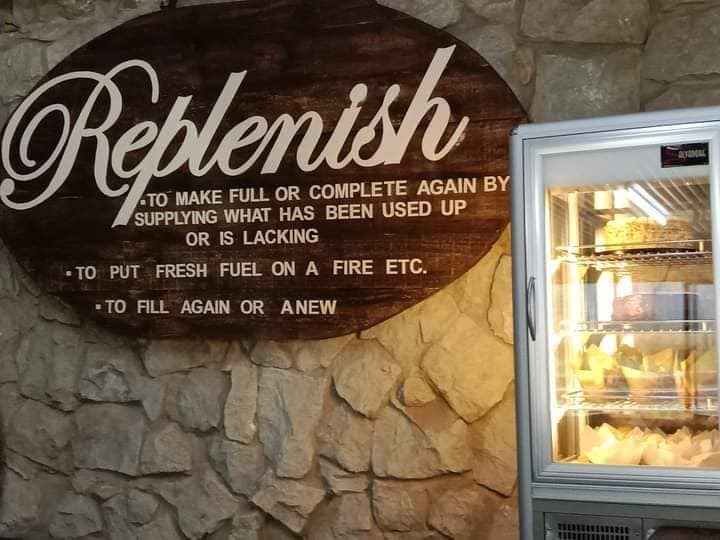 Replenish
▪TO MAKE FULL OR COMPLETE AGAIN BY
SUPPLYING WHAT HAS BEEN USED UP
OR IS LACKING
▪TO PUT FRESH FUEL ON A FIRE ETC.
▪TO FILL AGAIN OR ANEW